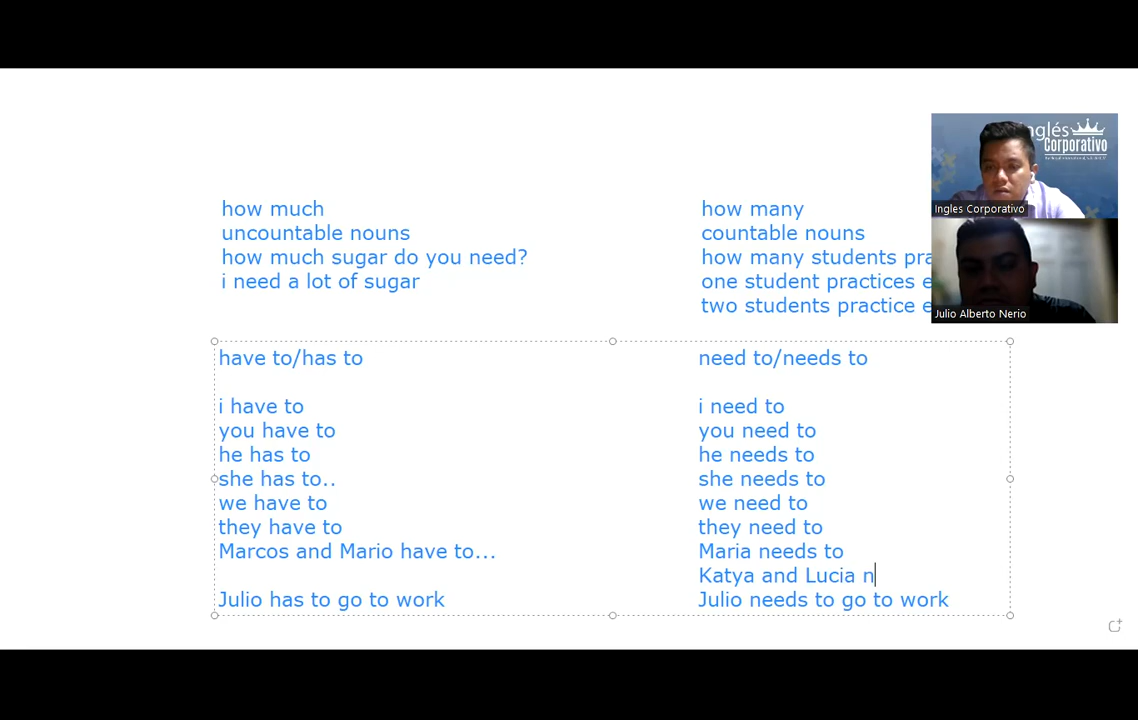 how much
uncountable nouns
how much sugar do you need?
i need a lot of sugar
how many
countable nouns
how many students pra
one student practices e
two students practice e
have to/has to
i have to
you have to
he has to
she has to..
we have to
they have to
Marcos and Mario have to...
Julio has to go to work
need to/needs to
i need to
you need to
he needs to
she needs to
we need to
they need to
Maria needs to
Katya and Lucia n
Julio needs to go to work
nglés
Corporativo
Ingles Corporativo
Julio Alberto Nerio